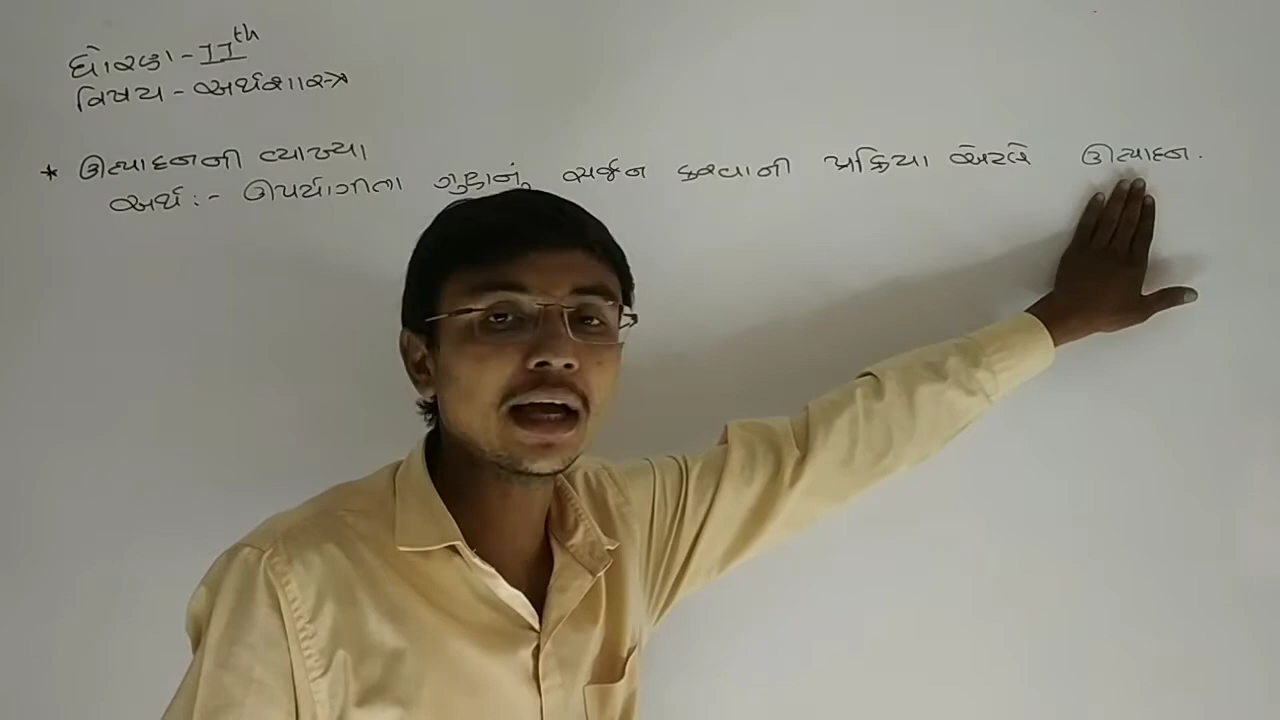 ધોરણ - 11th
વિષય - અર્થશાસ્ત્ર
* ઉત્પાદનની વ્યાખ્યા
અર્થ :- ઉપયોગીતા ગુણનું સર્જન કરવાની પ્રક્રિયા એટલે ઉત્પાદન.